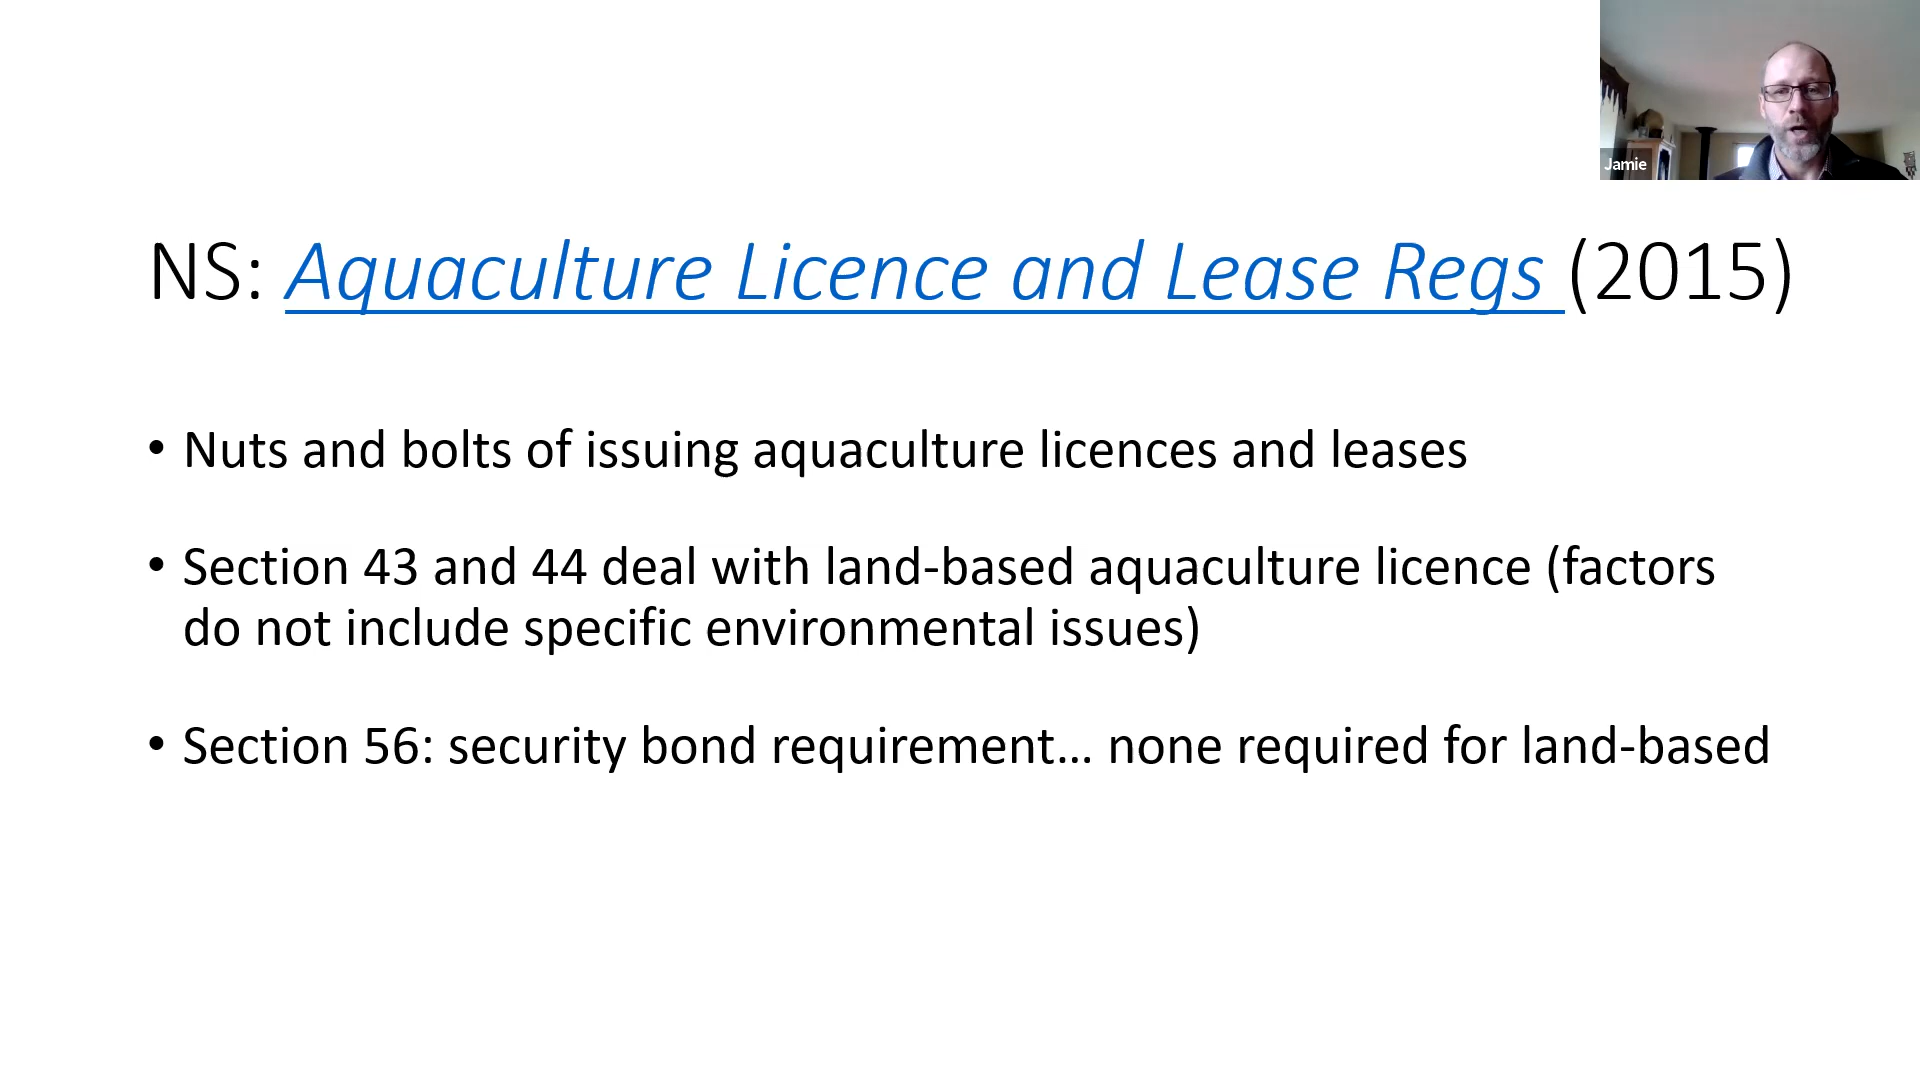 Jamie
NS: Aquaculture Licence and Lease Regs (2015)
• Nuts and bolts of issuing aquaculture licences and leases
• Section 43 and 44 deal with land-based aquaculture licence (factors
do not include specific environmental issues)
• Section 56: security bond requirement… none required for land-based